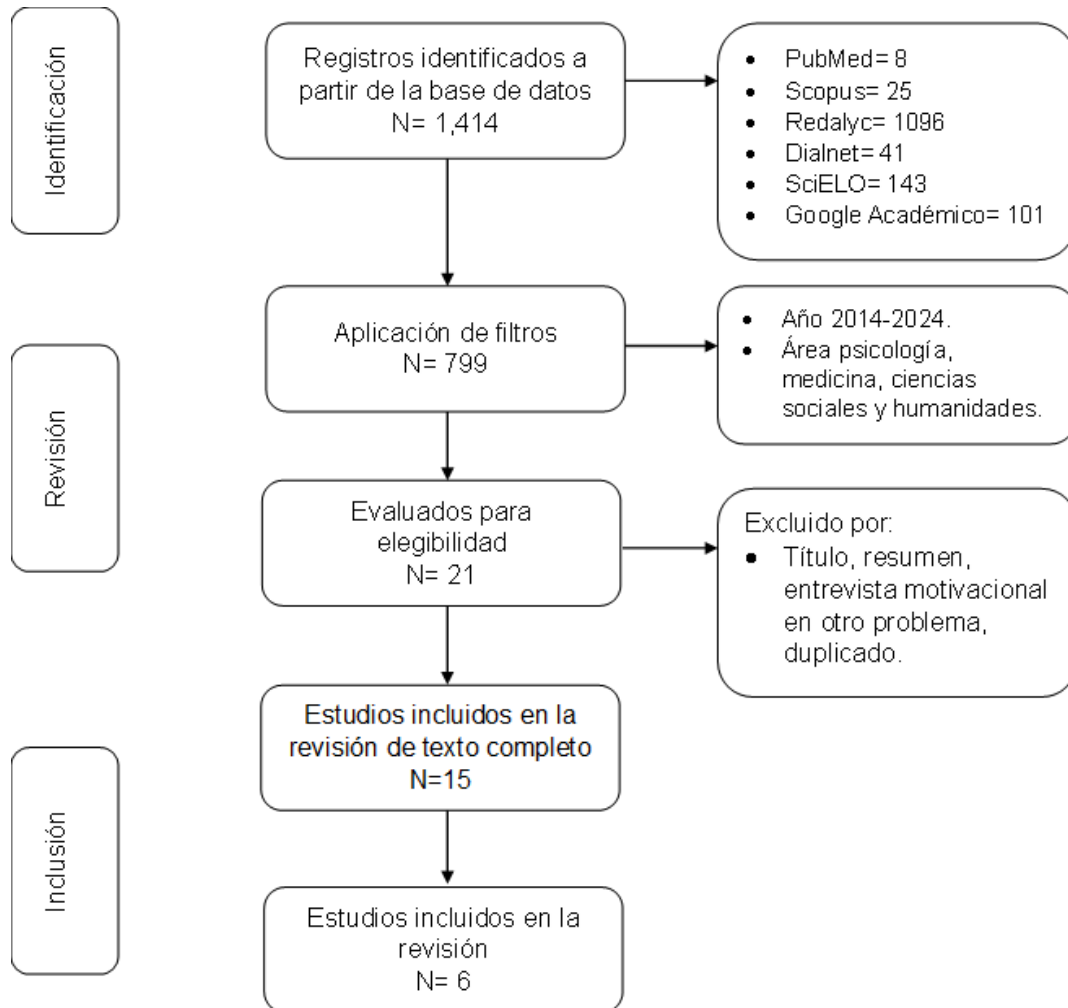 Identificación
Registros identificados a
partir de la base de datos
N= 1,414
• PubMed= 8
• Scopus= 25
• Redalyc= 1096
• Dialnet= 41
• SciELO= 143
• Google Académico= 101
Revisión
Aplicación de filtros
N= 799
• Año 2014-2024.
• Área psicología,
medicina, ciencias
sociales y humanidades.
Evaluados para
elegibilidad
N= 21
Excluido por:
• Título, resumen,
entrevista motivacional
en otro problema,
duplicado.
Inclusión
Estudios incluidos en la
revisión de texto completo
N=15
Estudios incluidos en la
revisión
N= 6